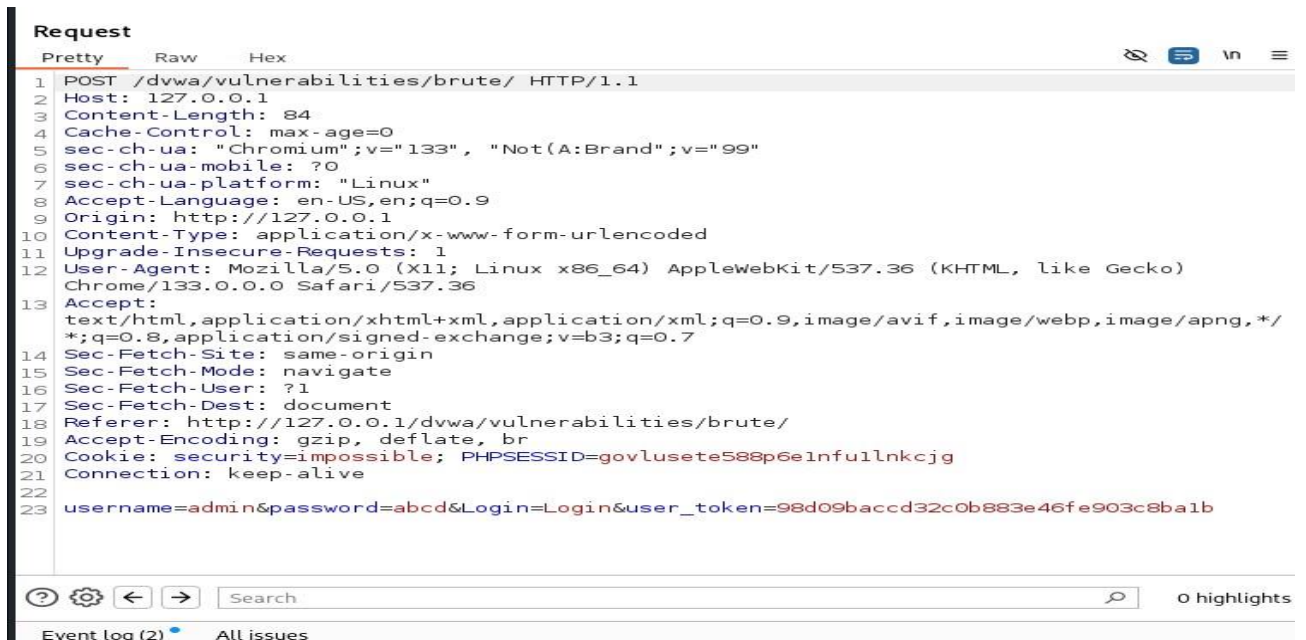 Request
Pretty Raw Hex \n
1 POST /dvwa/vulnerabilities/brute/ HTTP/1.1
2 Host: 127.0.0.1
3 Content-Length: 84
4 Cache-Control: max-age=0
5 sec-ch-ua: "Chromium";v="133", "Not(A:Brand";v="99"
6 sec-ch-ua-mobile: ?0
7 sec-ch-ua-platform: "Linux"
8 Accept-Language: en-US,en;q=0.9
9 Origin: http://127.0.0.1
10 Content-Type: application/x-www-form-urlencoded
11 Upgrade-Insecure-Requests: 1
12 User-Agent: Mozilla/5.0 (X11; Linux x86_64) AppleWebKit/537.36 (KHTML, like Gecko)
Chrome/133.0.0.0 Safari/537.36
13 Accept:
text/html,application/xhtml+xml,application/xml;q=0.9,image/avif,image/webp,image/apng,*/
*;q=0.8,application/signed-exchange;v=b3;q=0.7
14 Sec-Fetch-Site: same-origin
15 Sec-Fetch-Mode: navigate
16 Sec-Fetch-User: ?1
17 Sec-Fetch-Dest: document
18 Referer: http://127.0.0.1/dvwa/vulnerabilities/brute/
19 Accept-Encoding: gzip, deflate, br
20 Cookie: security=impossible; PHPSESSID=govlusete588p6e1nfu1lnkcjg
21 Connection: keep-alive
22
23 username=admin&password=abcd&Login=Login&user_token=98d09baccd32c0b883e46fe903c8ba1b
Search 0 highlights
Event log (2) All issues